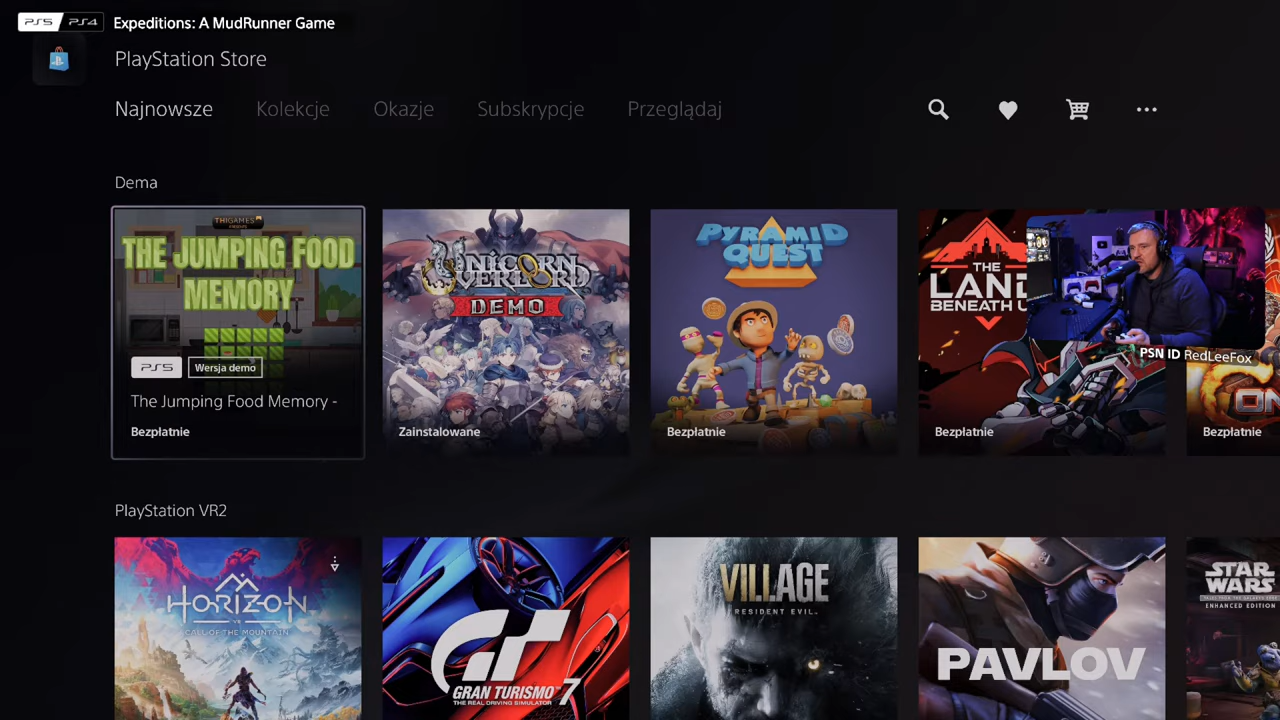 PS5 PS4 Expeditions: A MudRunner Game
PlayStation Store
Najnowsze Kolekcje Okazje Subskrypcje Przeglądaj
Dema
THIGAMES
THE JUMPING FOOD
MEMORY
PS5 Wersja demo
The Jumping Food Memory -
Bezpłatnie
UNICORN
OVERLORD
DEMO
Zainstalowane
PYRAMID
QUEST
Bezpłatnie
THE
LAND
BENEATH U
Bezpłatnie
PSN ID RedLeeFox
ON
Bezpłatnie
PlayStation VR2
HORIZON
CALL OF THE MOUNTAIN
GT
GRAN TURISMO 7
THE REAL DRIVING SIMULATOR
VILLAGE
RESIDENT EVIL
PAVLOV
STAR
WARS
ENHANCED EDITION